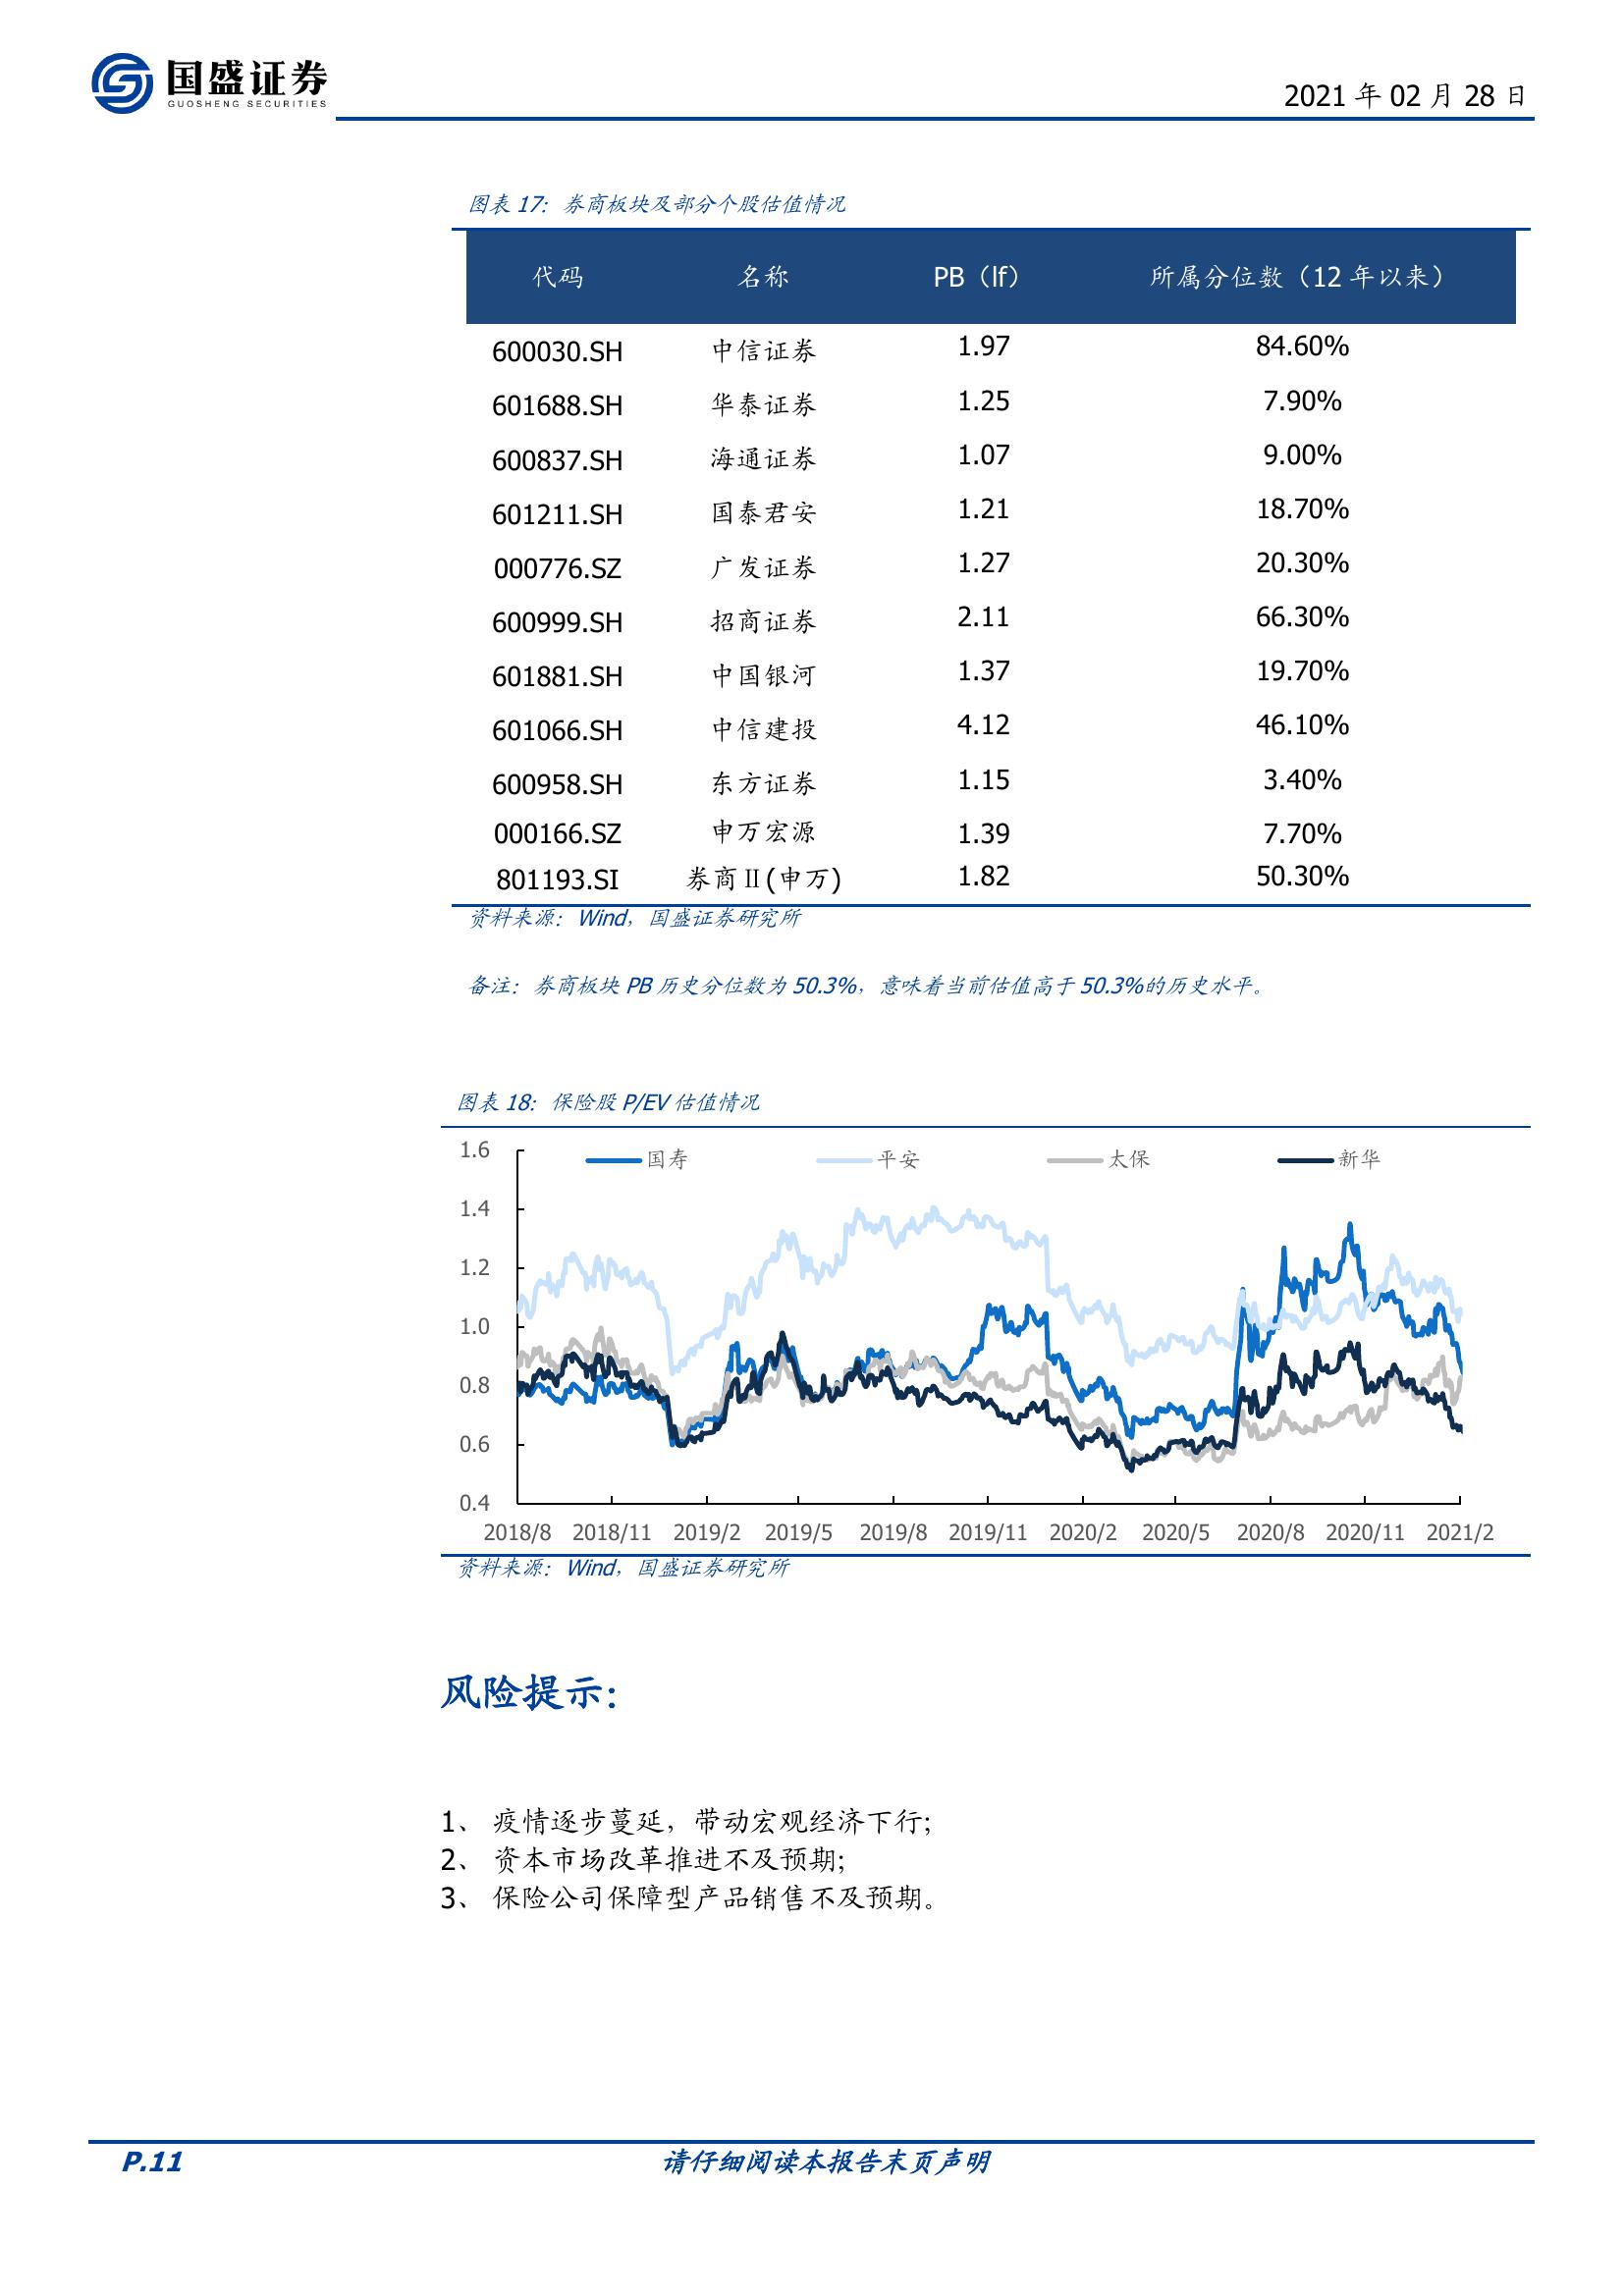 国盛证券
GUOSHENG SECURITIES
2021 年 02 月 28 日
图表 17：券商板块及部分个股估值情况
代码 名称 PB（lf） 所属分位数（12 年以来）
600030.SH 中信证券 1.97 84.60%
601688.SH 华泰证券 1.25 7.90%
600837.SH 海通证券 1.07 9.00%
601211.SH 国泰君安 1.21 18.70%
000776.SZ 广发证券 1.27 20.30%
600999.SH 招商证券 2.11 66.30%
601881.SH 中国银河 1.37 19.70%
601066.SH 中信建投 4.12 46.10%
600958.SH 东方证券 1.15 3.40%
000166.SZ 申万宏源 1.39 7.70%
801193.SI 券商Ⅱ(申万) 1.82 50.30%
资料来源：Wind，国盛证券研究所
备注：券商板块 PB 历史分位数为 50.3%，意味着当前估值高于 50.3%的历史水平。
图表 18：保险股 P/EV 估值情况
国寿 平安 太保 新华
1.6
1.4
1.2
1.0
0.8
0.6
0.4
2018/8 2018/11 2019/2 2019/5 2019/8 2019/11 2020/2 2020/5 2020/8 2020/11 2021/2
资料来源：Wind，国盛证券研究所
风险提示：
1、 疫情逐步蔓延，带动宏观经济下行;
2、 资本市场改革推进不及预期;
3、 保险公司保障型产品销售不及预期。
P.11 请仔细阅读本报告末页声明